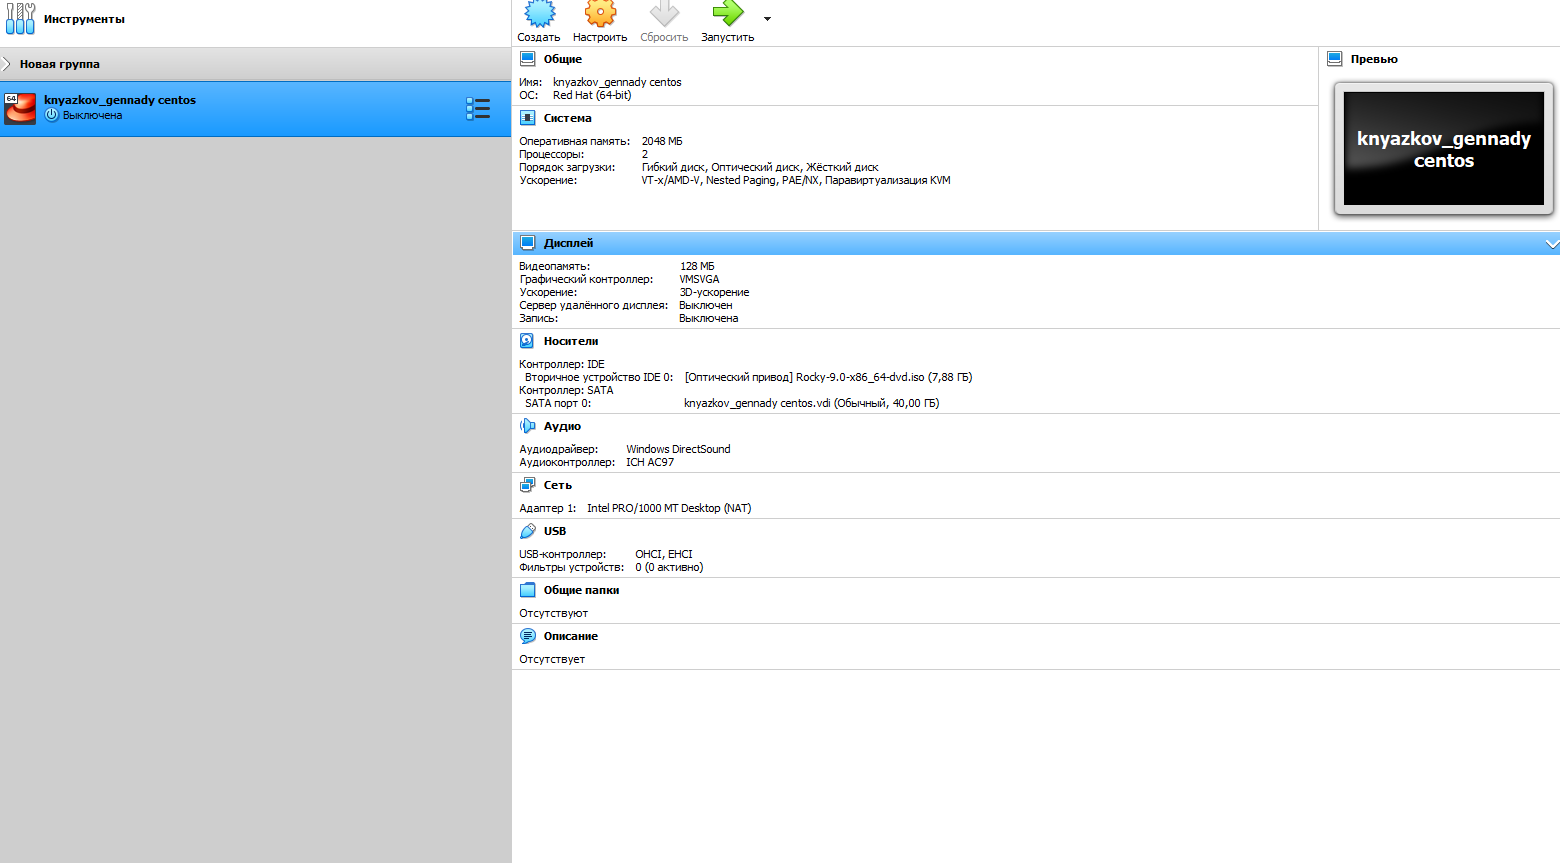 Инструменты
Новая группа
64
knyazkov_gennady centos
Выключена
Создать Настроить Сбросить Запустить
Общие
Имя: knyazkov_gennady centos
ОС: Red Hat (64-bit)
Превью
knyazkov_gennady
centos
Система
Оперативная память: 2048 МБ
Процессоры: 2
Порядок загрузки: Гибкий диск, Оптический диск, Жёсткий диск
Ускорение: VT-x/AMD-V, Nested Paging, PAE/NX, Паравиртуализация KVM
Дисплей
Видеопамять: 128 МБ
Графический контроллер: VMSVGA
Ускорение: 3D-ускорение
Сервер удалённого дисплея: Выключен
Запись: Выключена
Носители
Контроллер: IDE
Вторичное устройство IDE 0: [Оптический привод] Rocky-9.0-x86_64-dvd.iso (7,88 ГБ)
Контроллер: SATA
SATA порт 0: knyazkov_gennady centos.vdi (Обычный, 40,00 ГБ)
Аудио
Аудиодрайвер: Windows DirectSound
Аудиоконтроллер: ICH AC97
Сеть
Адаптер 1: Intel PRO/1000 MT Desktop (NAT)
USB
USB-контроллер: OHCI, EHCI
Фильтры устройств: 0 (0 активно)
Общие папки
Отсутствуют
Описание
Отсутствует